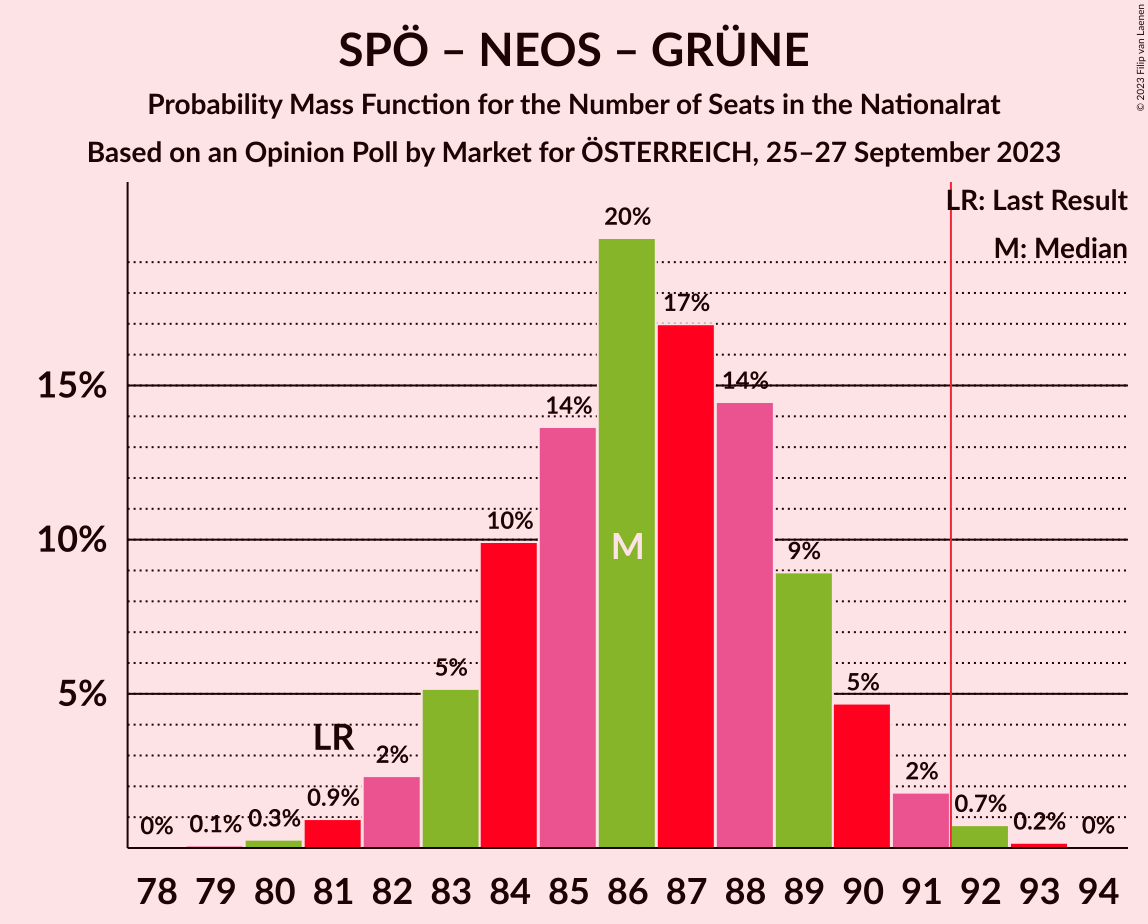 SPÖ – NEOS – GRÜNE
Probability Mass Function for the Number of Seats in the Nationalrat
Based on an Opinion Poll by Market for ÖSTERREICH, 25–27 September 2023
© 2023 Filip van Laenen
LR: Last Result
M: Median
20%
17%
15%
14%
14%
10%
10%
M
9%
5%
5%
5%
LR
2%
2%
0.9%
0.7%
0% 0.1% 0.3%
0.2% 0%
78 79 80 81 82 83 84 85 86 87 88 89 90 91 92 93 94